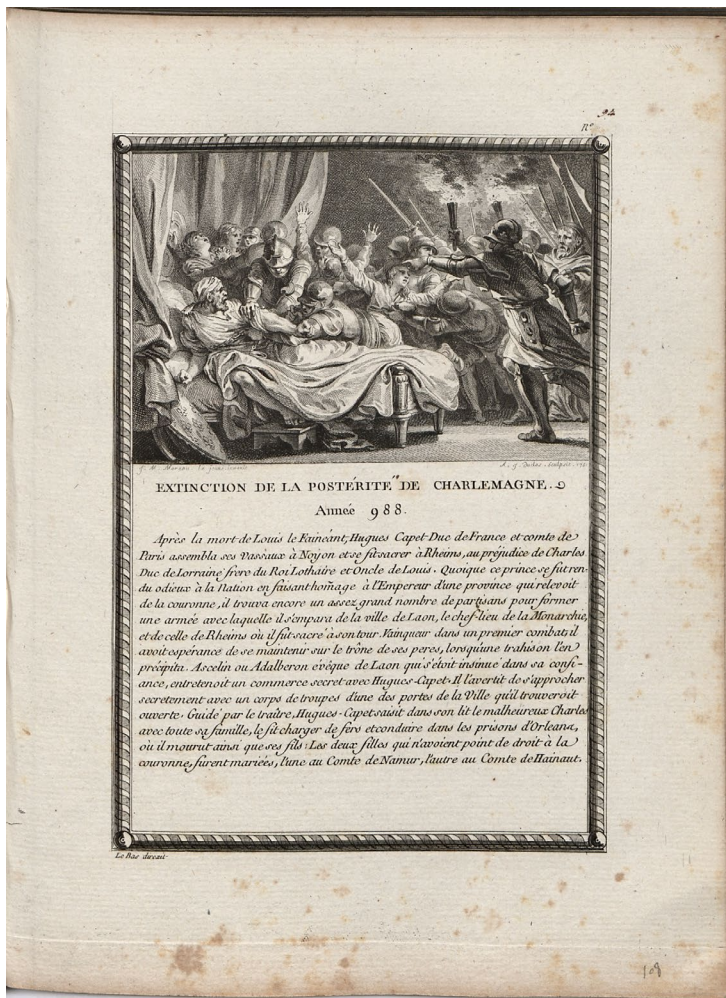 94
R°
J. M. Moreau Le jeune
A. J. Duclos. Sculpsit.
EXTINCTION DE LA POSTÉRITÉ DE CHARLEMAGNE.
Année 988.
Après la mort de Louis le Fainéant, Hugues Capet Duc de France et comte de
Paris assembla ses Vassaux à Noyon et se fit sacrer à Rheims, au préjudice de Charles
Duc de Lorraine frere du Roi Lothaire et Oncle de Louis. Quoique ce prince se fut ren-
du odieux à la Nation en faisant hom̃age à l'Empereur d'une province qui relevoit
de la couronne, il trouva encore un assez grand nombre de partisans pour former
une armée avec laquelle il s'empara de la ville de Laon, le chef-lieu de la Monarchie,
et de celle de Rheims où il fut sacré à son tour. Vainqueur dans un premier combat il
avoit espérance de se maintenir sur le trône de ses peres, lorsqu'une trahison l'en
précipita. Ascelin ou Adalberon évêque de Laon qui s'étoit insinué dans sa confi-
ance, entretenoit un commerce secret avec Hugues-Capet. Il l'avertit de s'approcher
secretement avec un corps de troupes d'une des portes de la Ville qu'il trouveroit
ouverte. Guidé par le traître, Hugues-Capet saisit dans son lit le malheureux Charles
avec toute sa famille, le fit charger de fers et conduire dans les prisons d'Orleans,
où il mourut ainsi que ses fils: Les deux filles qui n'avoient point de droit à la
couronne, furent mariées, l'une au Comte de Namur, l'autre au Comte de Hainaut.
Le Bas direxit
108